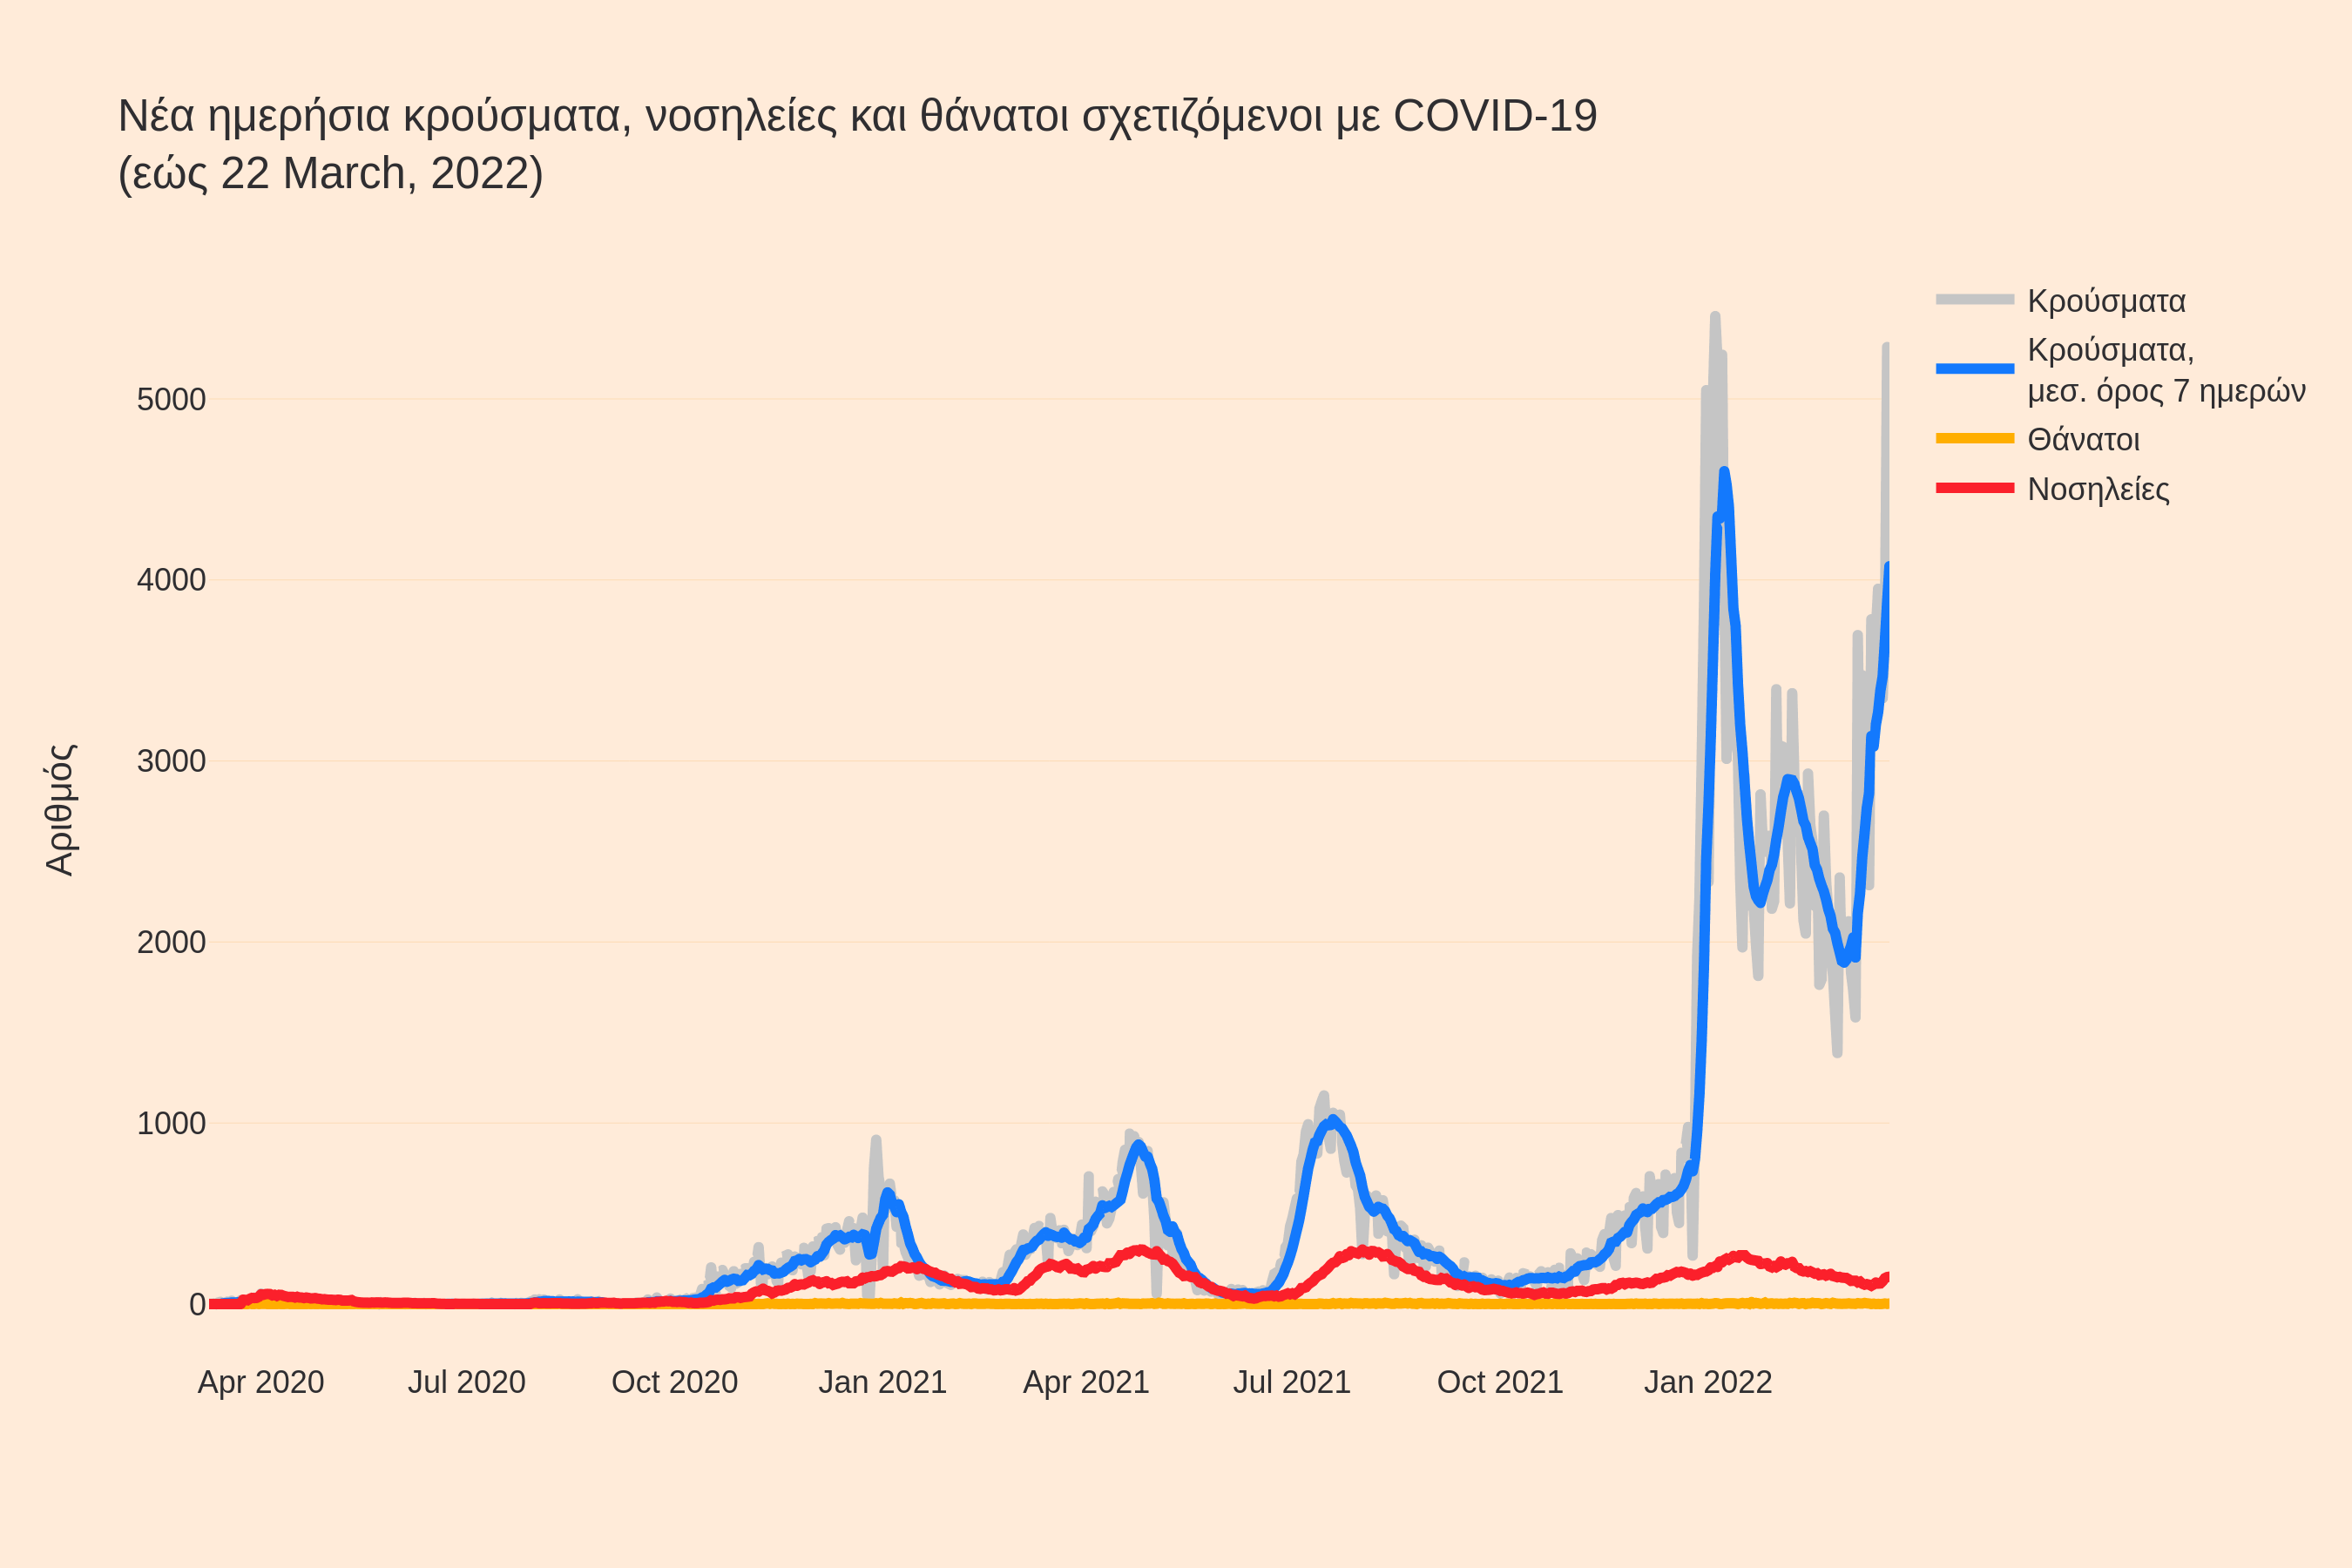 Νέα ημερήσια κρούσματα, νοσηλείες και θάνατοι σχετιζόμενοι με COVID-19
(εώς 22 March, 2022)
Κρούσματα
Κρούσματα,
μεσ. όρος 7 ημερών
Θάνατοι
Νοσηλείες
Αριθμός
5000
4000
3000
2000
1000
0
Apr 2020
Jul 2020
Oct 2020
Jan 2021
Apr 2021
Jul 2021
Oct 2021
Jan 2022